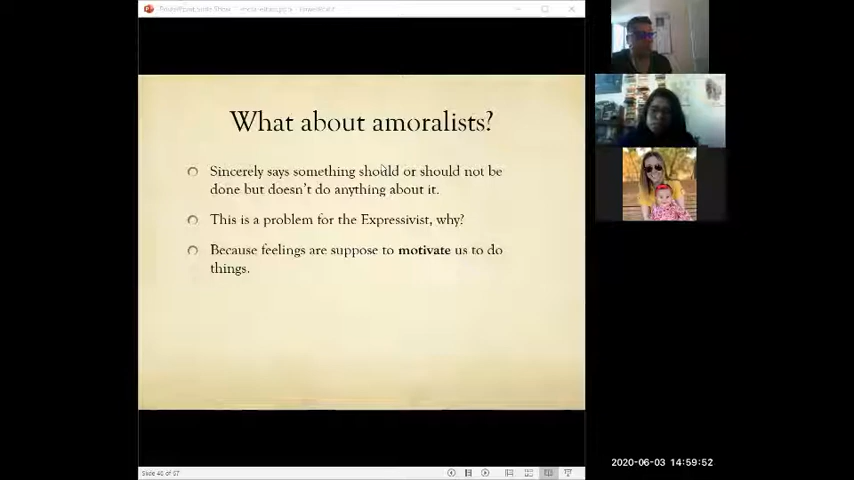 What about amoralists?
Sincerely says something should or should not be
done but doesn't do anything about it.
This is a problem for the Expressivist, why?
Because feelings are suppose to motivate us to do
things.
2020-06-03 14:59:52